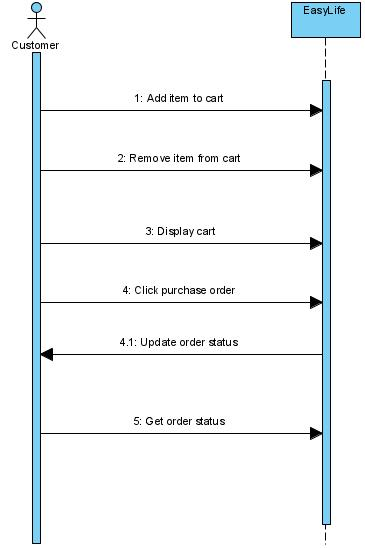 EasyLife
Customer
1: Add item to cart
2: Remove item from cart
3: Display cart
4: Click purchase order
4.1: Update order status
5: Get order status